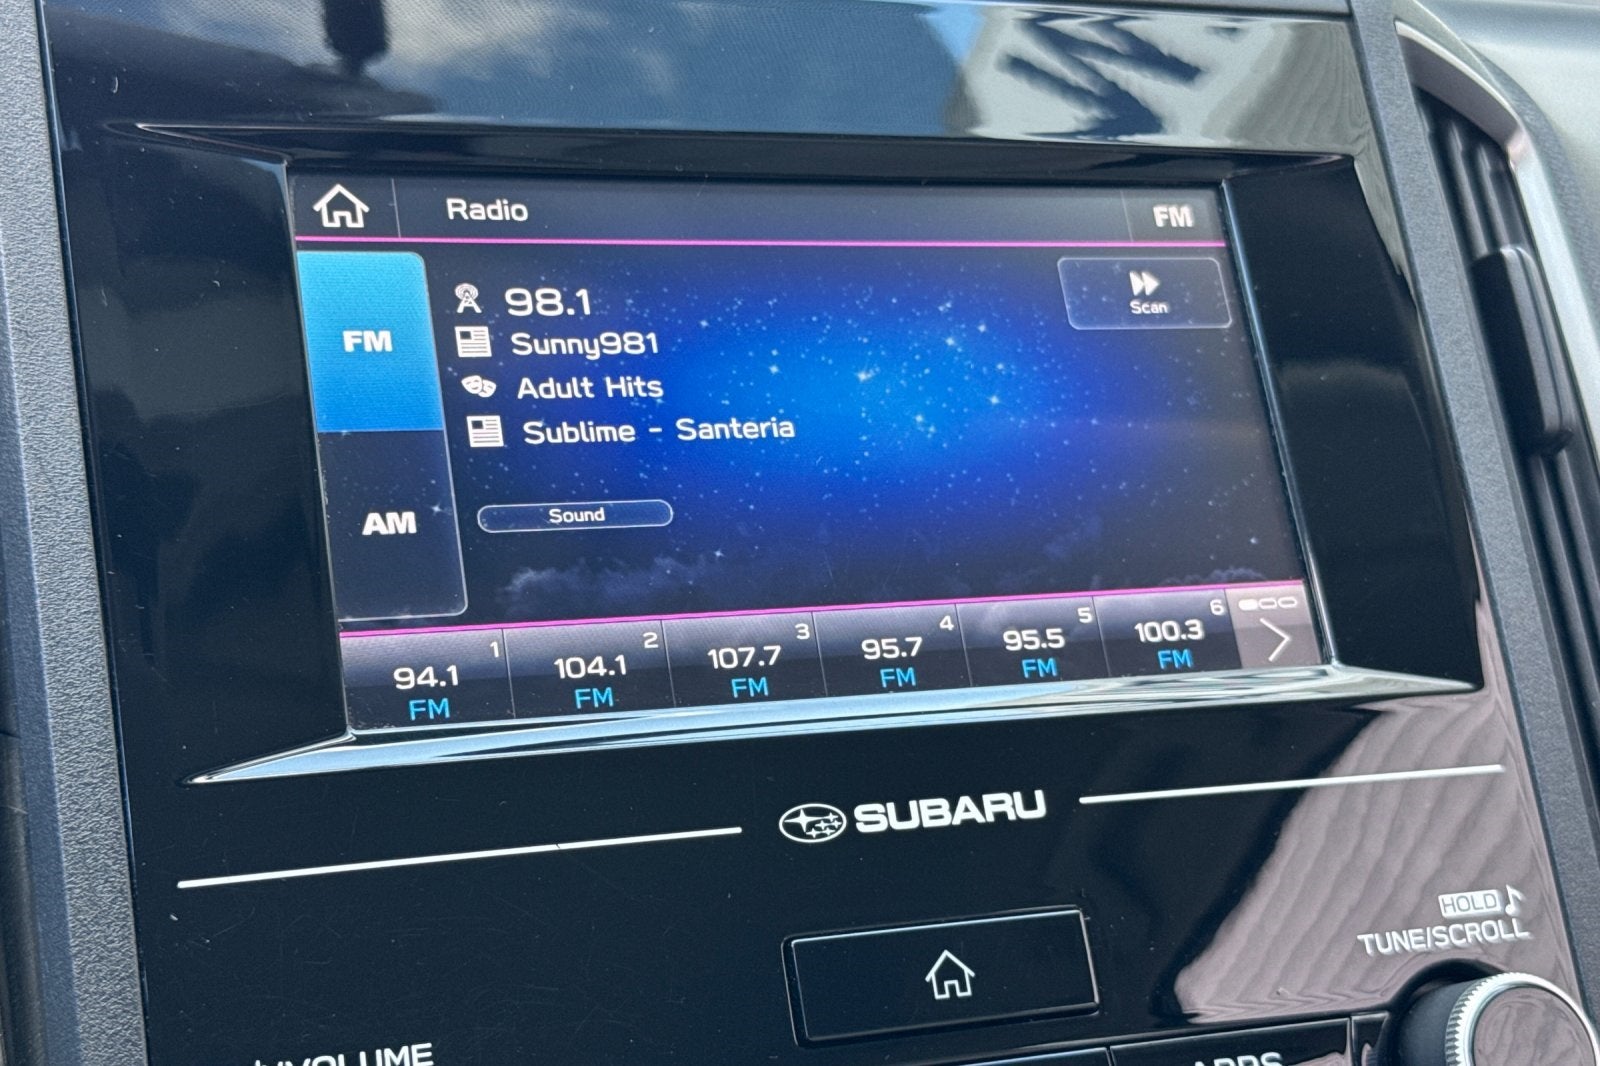 Radio
FM
98.1
Scan
FM
Sunny981
Adult Hits
Sublime - Santeria
AM
Sound
1
94.1
FM
2
104.1
FM
3
107.7
FM
4
95.7
FM
5
95.5
FM
6
100.3
FM
SUBARU
HOLD
TUNE/SCROLL
VOLUME
APPS